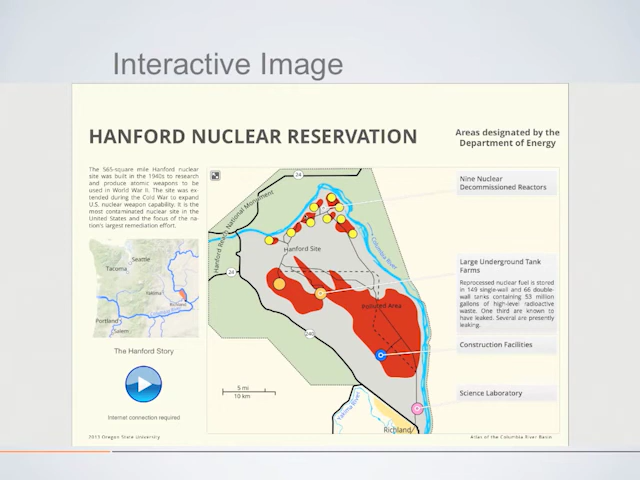 Interactive Image
HANFORD NUCLEAR RESERVATION
Areas designated by the
Department of Energy
The 565-square mile Hanford nuclear
site was built in the 1940s to research
and produce atomic weapons to be
used in World War II. The site was ex-
tended during the Cold War to expand
U.S. nuclear weapon capability. It is the
most contaminated nuclear site in the
United States and the focus of the na-
tion's largest remediation effort.
Seattle
Tacoma
Yakima
Richland
Portland
Salem
The Hanford Story
Internet connection required
2013 Oregon State University
24
Hanford Reach National Monument
Columbia River
Hanford Site
24
Polluted Area
240
5 mi
10 km
Yakima River
Richland
Nine Nuclear
Decommissioned Reactors
Large Underground Tank
Farms
Reprocessed nuclear fuel is stored
in 149 single-wall and 66 double-
wall tanks containing 53 million
gallons of high-level radioactive
waste. One third are known to
have leaked. Several are presently
leaking.
Construction Facilities
Science Laboratory
Atlas of the Columbia River Basin